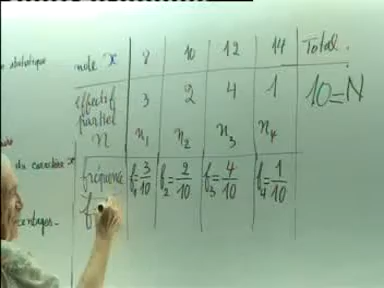 statistique
note x 8 10 12 14 Total.
effectif partiel n 3 2 4 1 10=N
n₁ n₂ n₃ n₄
du caractère x
fréquence f₁=3/10 f₂=2/10 f₃=4/10 f₄=1/10
f=